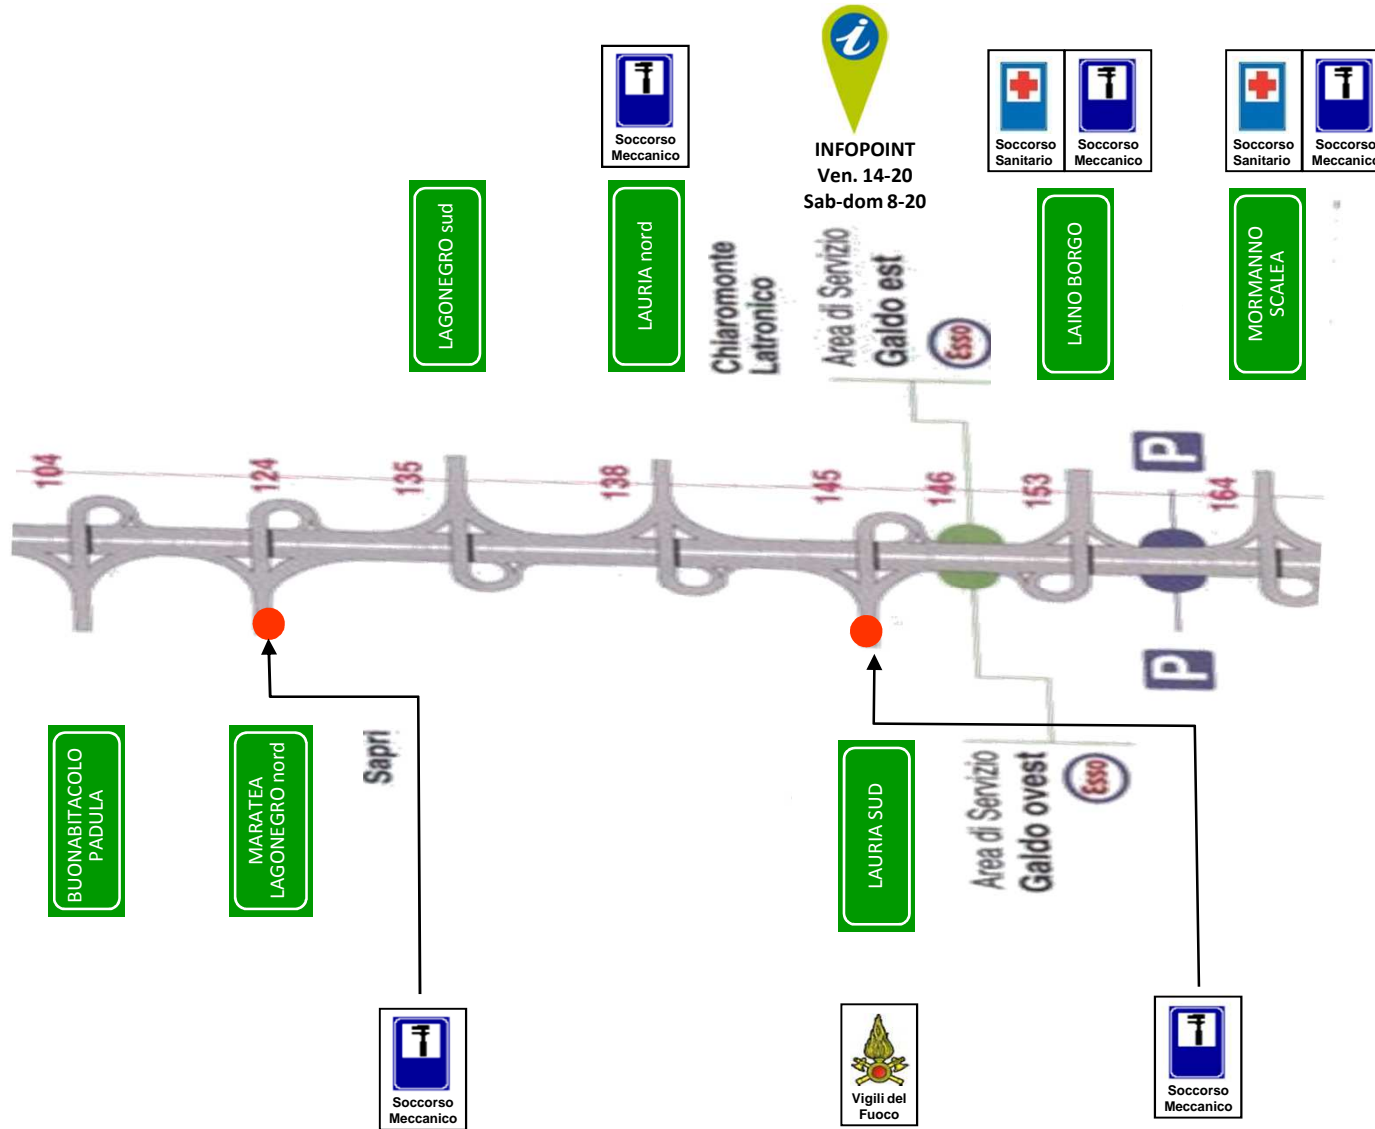 Soccorso
Meccanico
INFOPOINT
Ven. 14-20
Sab-dom 8-20
Soccorso
Sanitario
Soccorso
Meccanico
Soccorso
Sanitario
Soccorso
Meccanico
LAGONEGRO sud
LAURIA nord
Chiaromonte
Latronico
Area di Servizio
Galdo est
Esso
LAINO BORGO
MORMANNO
SCALEA
104
124
135
138
145
146
153
P
164
P
BUONABITACOLO
PADULA
MARATEA
LAGONEGRO nord
Sapri
LAURIA SUD
Area di Servizio
Galdo ovest
Esso
Soccorso
Meccanico
Vigili del
Fuoco
Soccorso
Meccanico